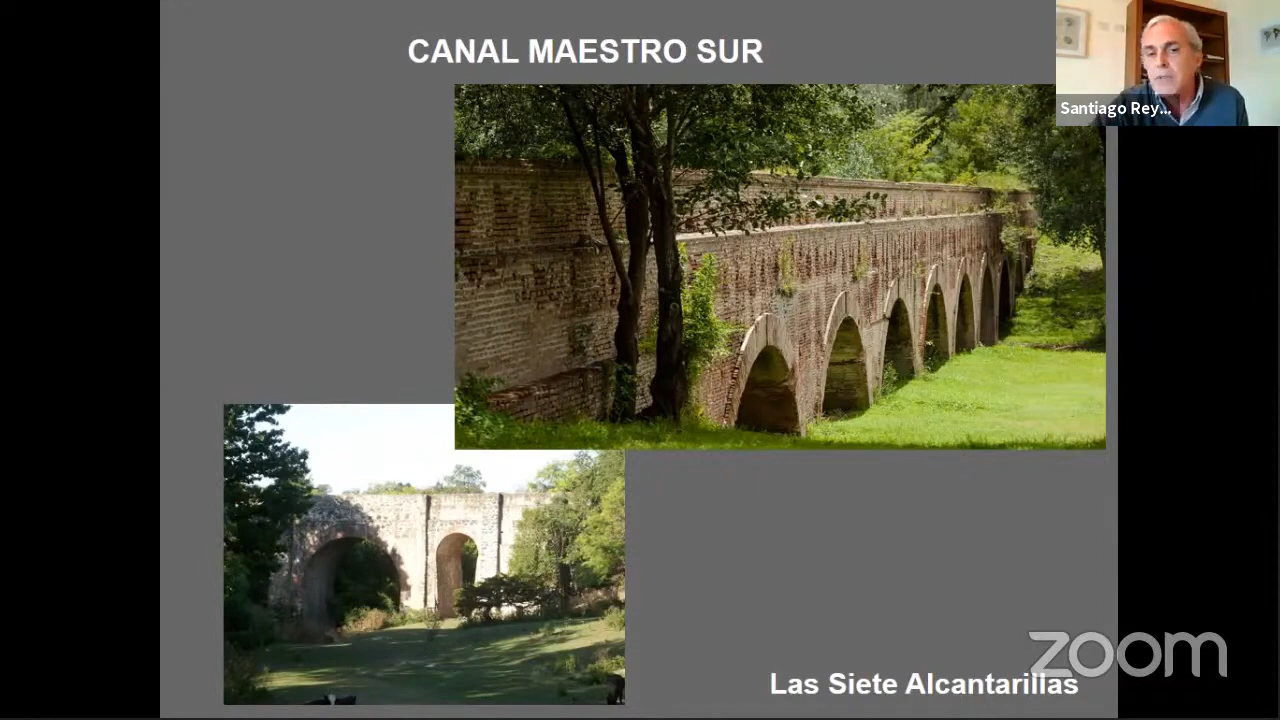 CANAL MAESTRO SUR
Santiago Rey...
zoom
Las Siete Alcantarillas